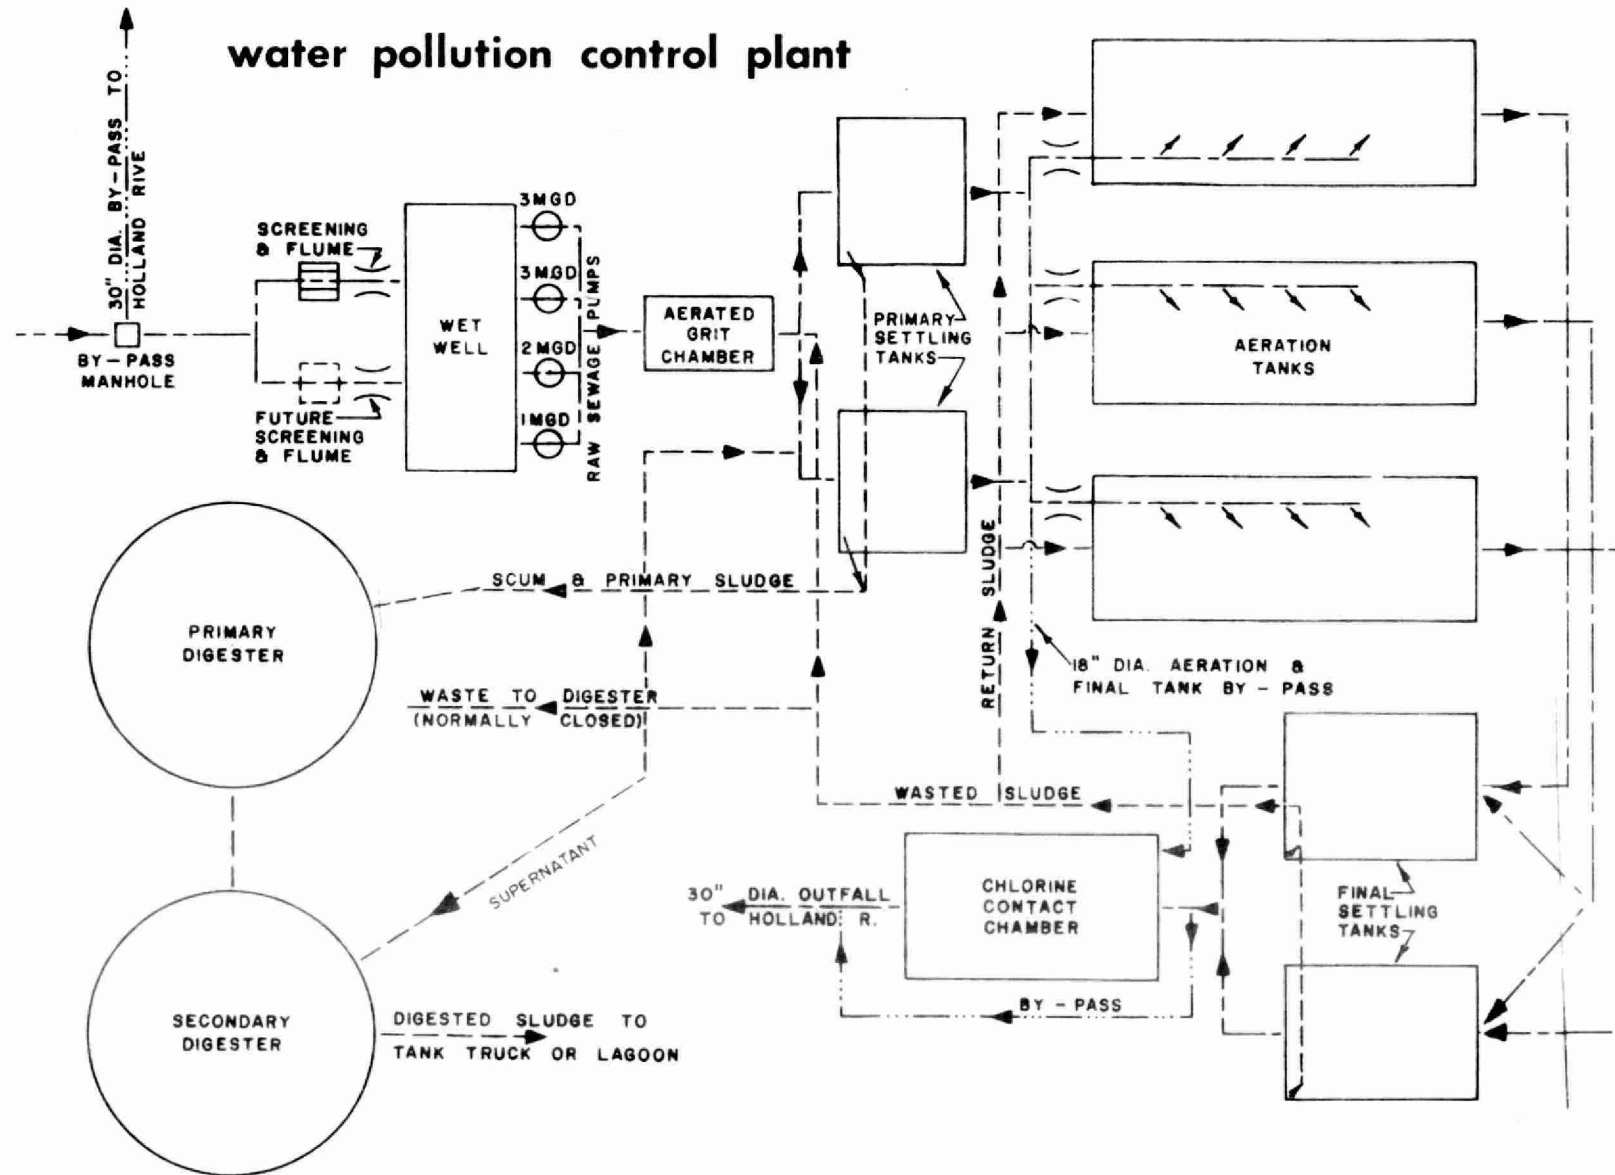 water pollution control plant
30" DIA. BY-PASS TO
HOLLAND RIVE
SCREENING
& FLUME
BY-PASS
MANHOLE
FUTURE
SCREENING
& FLUME
WET
WELL
3MGD
3MGD
2MGD
1MGD
RAW SEWAGE PUMPS
AERATED
GRIT
CHAMBER
PRIMARY
SETTLING
TANKS
AERATION
TANKS
RETURN SLUDGE
18" DIA. AERATION &
FINAL TANK BY-PASS
SCUM & PRIMARY SLUDGE
PRIMARY
DIGESTER
WASTE TO DIGESTER
(NORMALLY CLOSED)
WASTED SLUDGE
SUPERNATANT
30" DIA. OUTFALL
TO HOLLAND R.
CHLORINE
CONTACT
CHAMBER
BY-PASS
FINAL
SETTLING
TANKS
SECONDARY
DIGESTER
DIGESTED SLUDGE TO
TANK TRUCK OR LAGOON